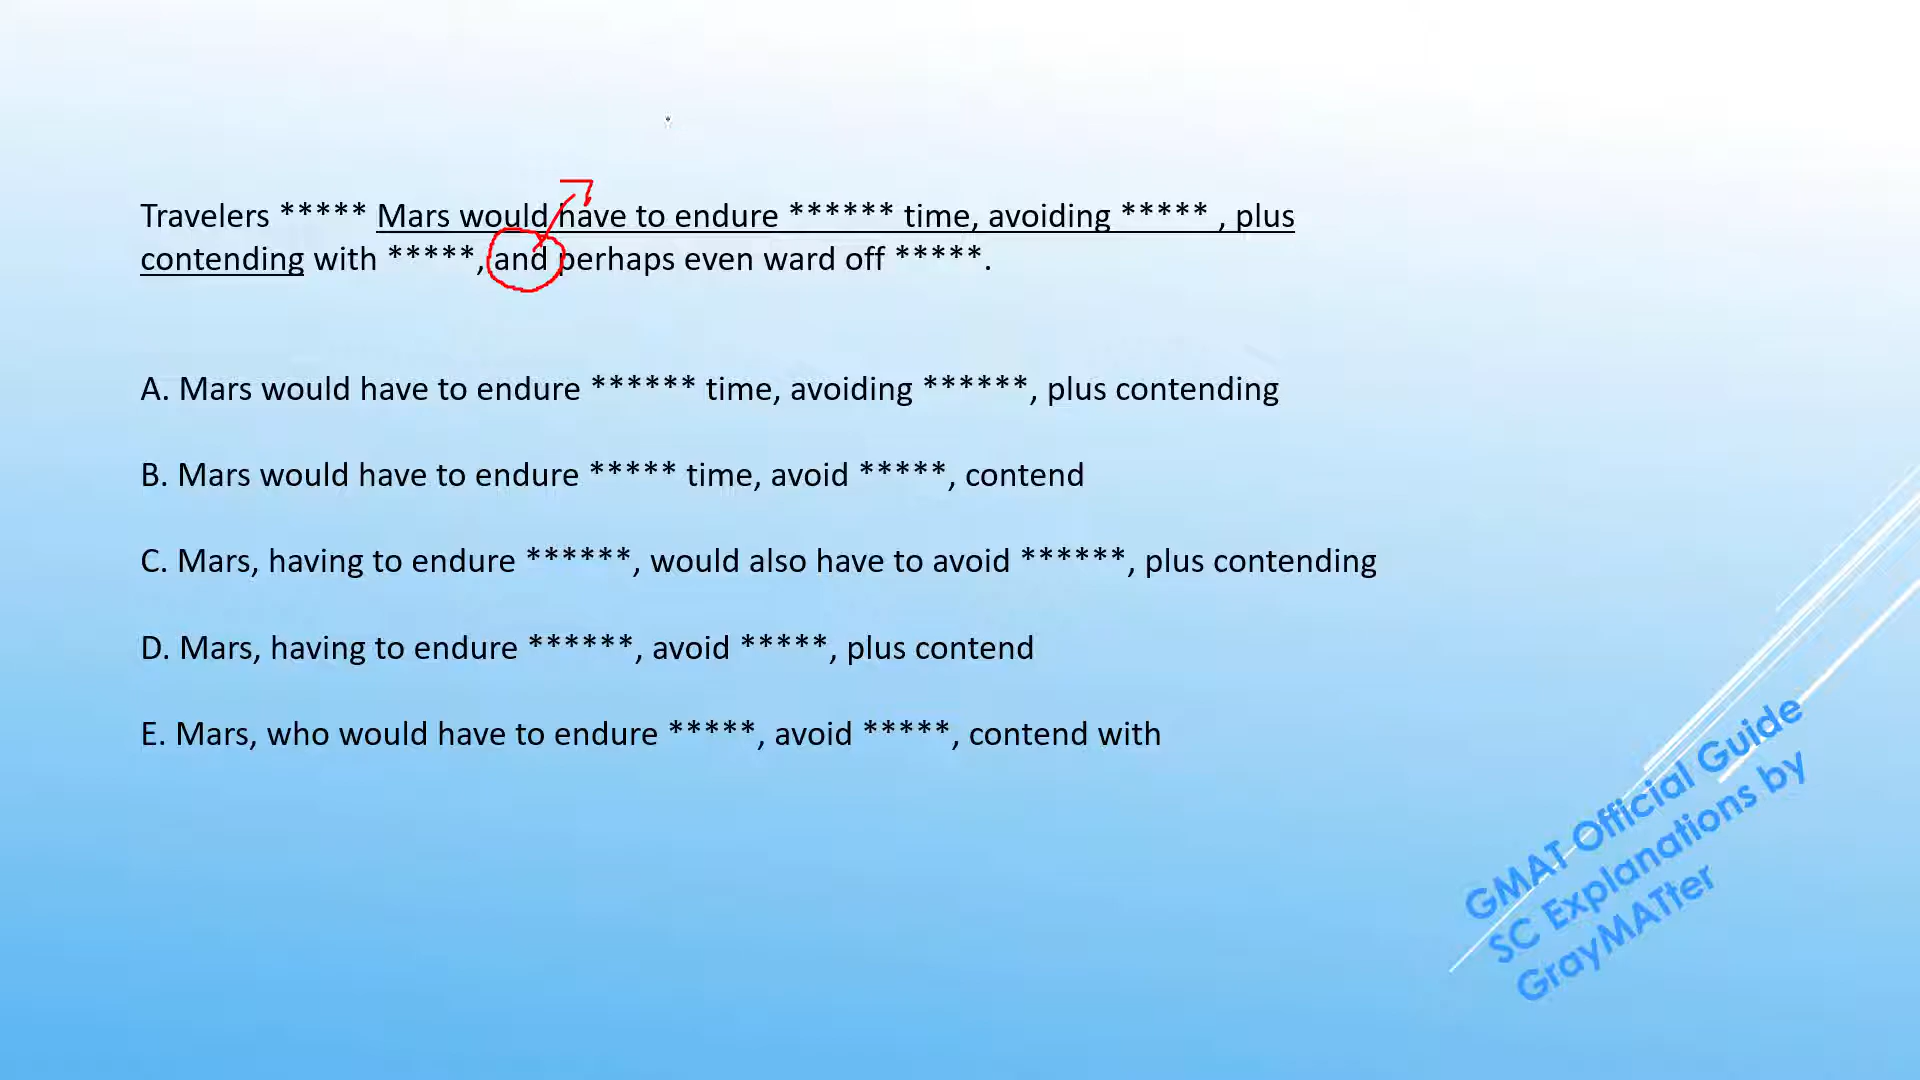 Travelers ***** Mars would have to endure ****** time, avoiding ***** , plus
contending with *****, and perhaps even ward off *****.
A. Mars would have to endure ****** time, avoiding ******, plus contending
B. Mars would have to endure ***** time, avoid *****, contend
C. Mars, having to endure ******, would also have to avoid ******, plus contending
D. Mars, having to endure ******, avoid *****, plus contend
E. Mars, who would have to endure *****, avoid *****, contend with
GMAT Official Guide
SC Explanations by
GrayMATter